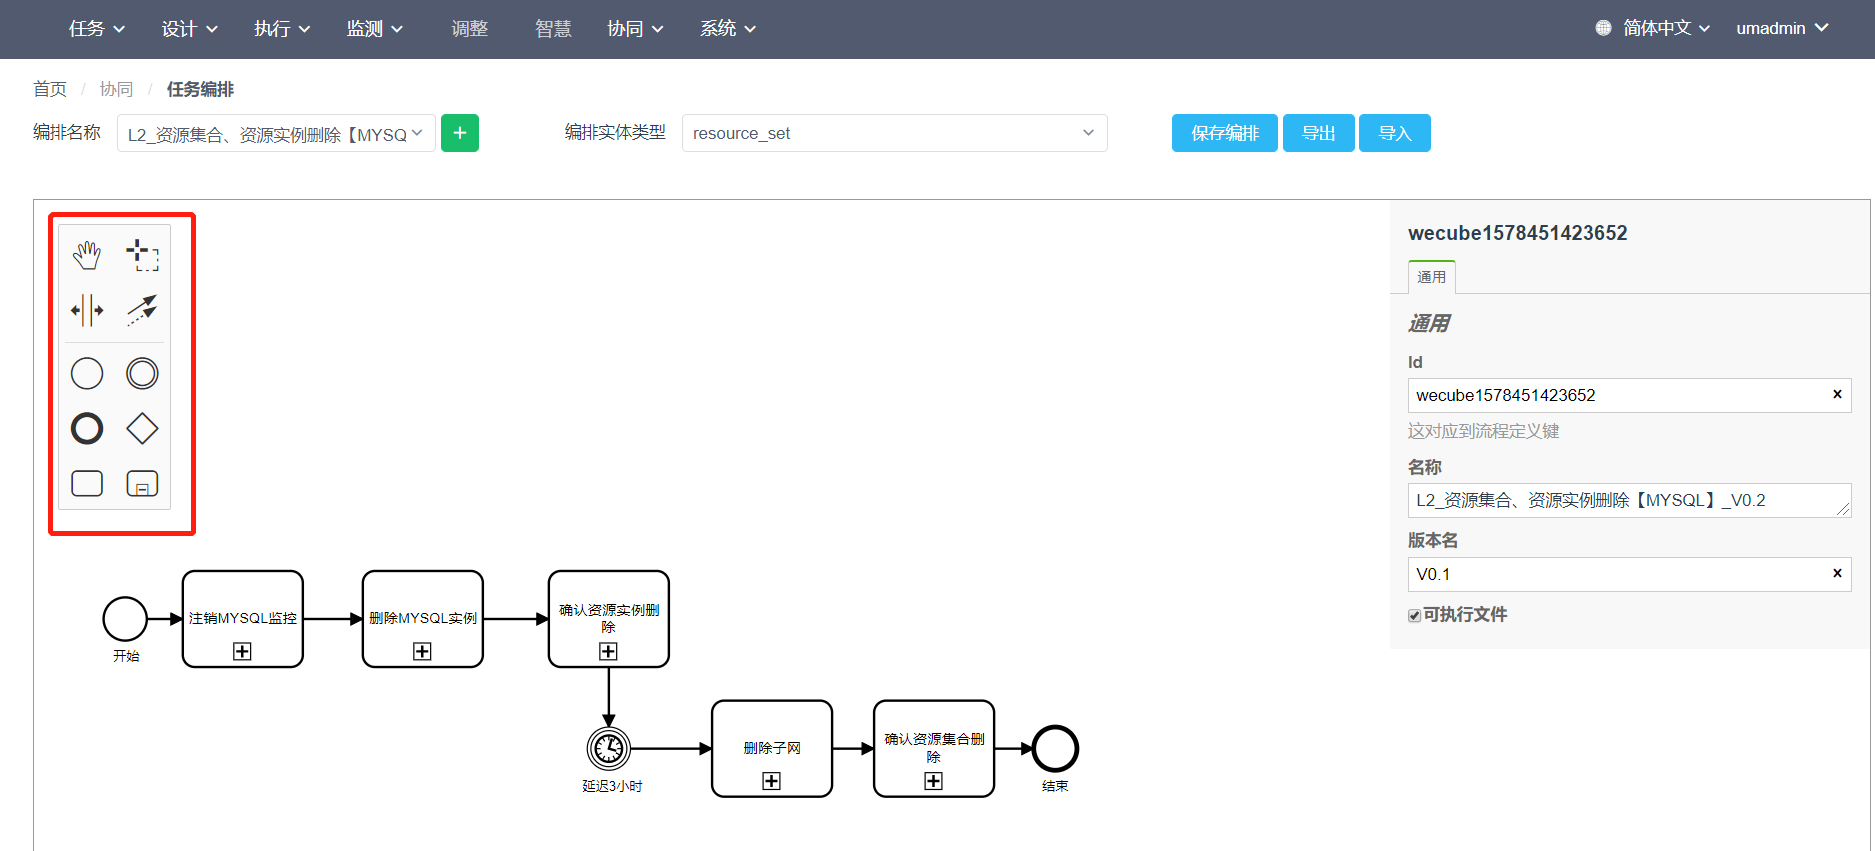 任务 设计 执行 监测 调整 智慧 协同 系统 简体中文 umadmin
首页 / 协同 / 任务编排
编排名称 L2_资源集合、资源实例删除【MYSQ + 编排实体类型 resource_set 保存编排 导出 导入
wecube1578451423652
通用
通用
Id
wecube1578451423652
这对应到流程定义键
名称
L2_资源集合、资源实例删除【MYSQL】_V0.2
版本名
V0.1
可执行文件
开始
注销MYSQL监控
删除MYSQL实例
确认资源实例删
除
延迟3小时
删除子网
确认资源集合删
除
结束